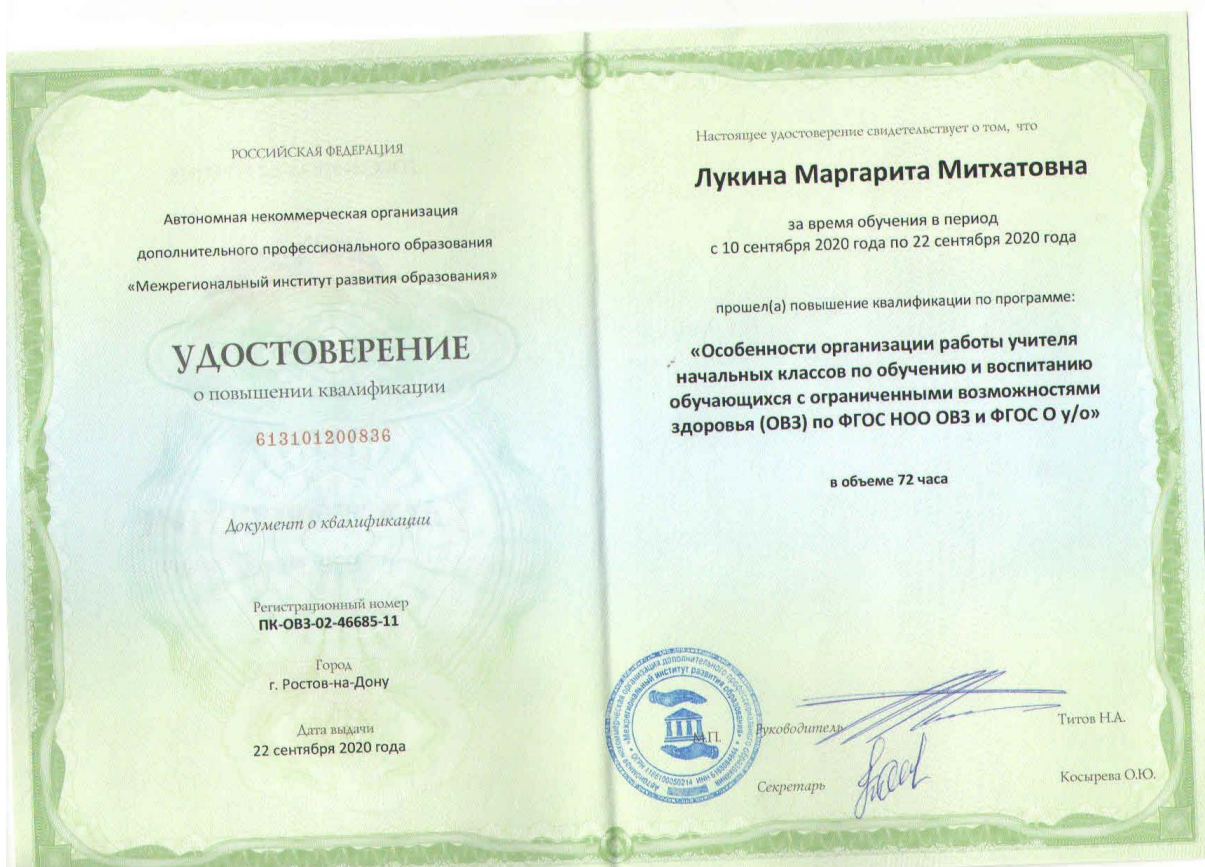 РОССИЙСКАЯ ФЕДЕРАЦИЯ
Автономная некоммерческая организация
дополнительного профессионального образования
«Межрегиональный институт развития образования»
УДОСТОВЕРЕНИЕ
о повышении квалификации
613101200836
Документ о квалификации
Регистрационный номер
ПК-ОВЗ-02-46685-11
Город
г. Ростов-на-Дону
Дата выдачи
22 сентября 2020 года
Настоящее удостоверение свидетельствует о том, что
Лукина Маргарита Митхатовна
за время обучения в период
с 10 сентября 2020 года по 22 сентября 2020 года
прошел(а) повышение квалификации по программе:
«Особенности организации работы учителя
начальных классов по обучению и воспитанию
обучающихся с ограниченными возможностями
здоровья (ОВЗ) по ФГОС НОО ОВЗ и ФГОС О у/о»
в объеме 72 часа
М.П.
Руководитель
Титов Н.А.
Секретарь
Косырева О.Ю.